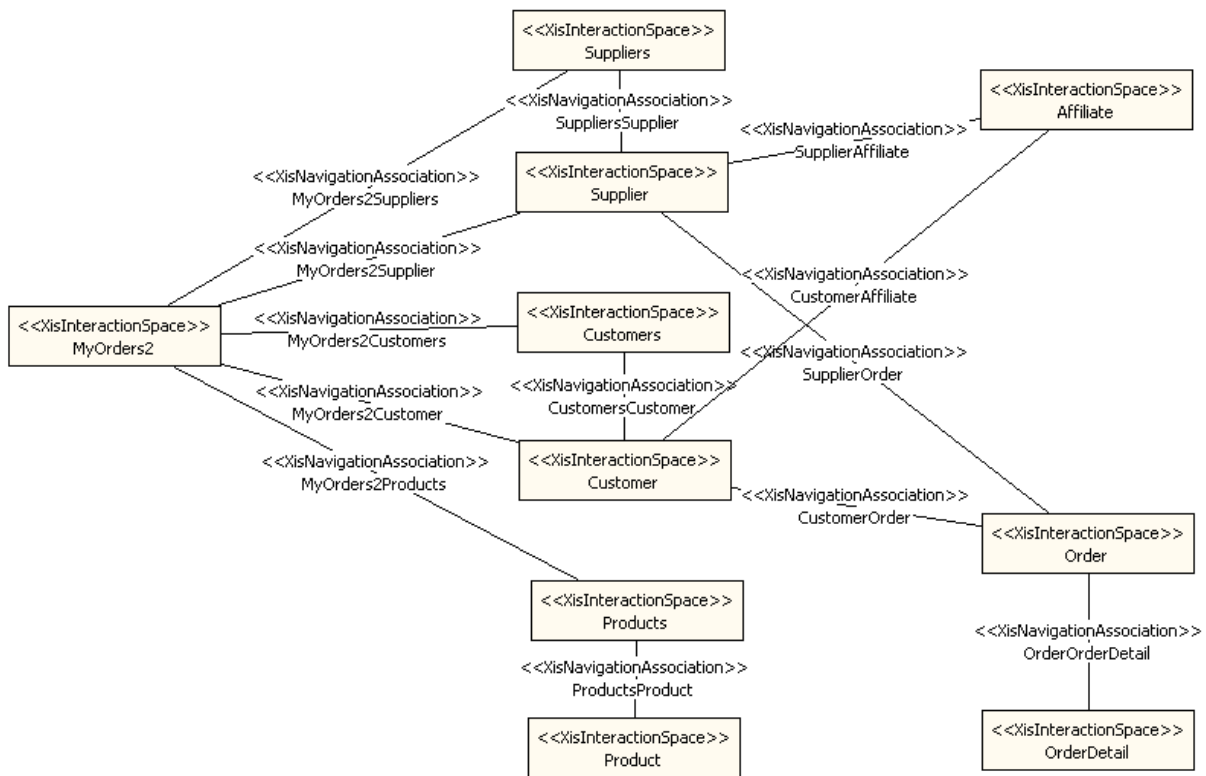 <<XisInteractionSpace>>
Suppliers
<<XisNavigationAssociation>>
SuppliersSupplier
<<XisInteractionSpace>>
Affiliate
<<XisNavigationAssociation>>
SupplierAffiliate
<<XisInteractionSpace>>
Supplier
<<XisNavigationAssociation>>
MyOrders2Suppliers
<<XisNavigationAssociation>>
MyOrders2Supplier
<<XisNavigationAssociation>>
CustomerAffiliate
<<XisInteractionSpace>>
MyOrders2
<<XisNavigationAssociation>>
MyOrders2Customers
<<XisInteractionSpace>>
Customers
<<XisNavigationAssociation>>
SupplierOrder
<<XisNavigationAssociation>>
MyOrders2Customer
<<XisNavigationAssociation>>
CustomersCustomer
<<XisNavigationAssociation>>
MyOrders2Products
<<XisInteractionSpace>>
Customer
<<XisNavigationAssociation>>
CustomerOrder
<<XisInteractionSpace>>
Order
<<XisInteractionSpace>>
Products
<<XisNavigationAssociation>>
OrderOrderDetail
<<XisNavigationAssociation>>
ProductsProduct
<<XisInteractionSpace>>
Product
<<XisInteractionSpace>>
OrderDetail